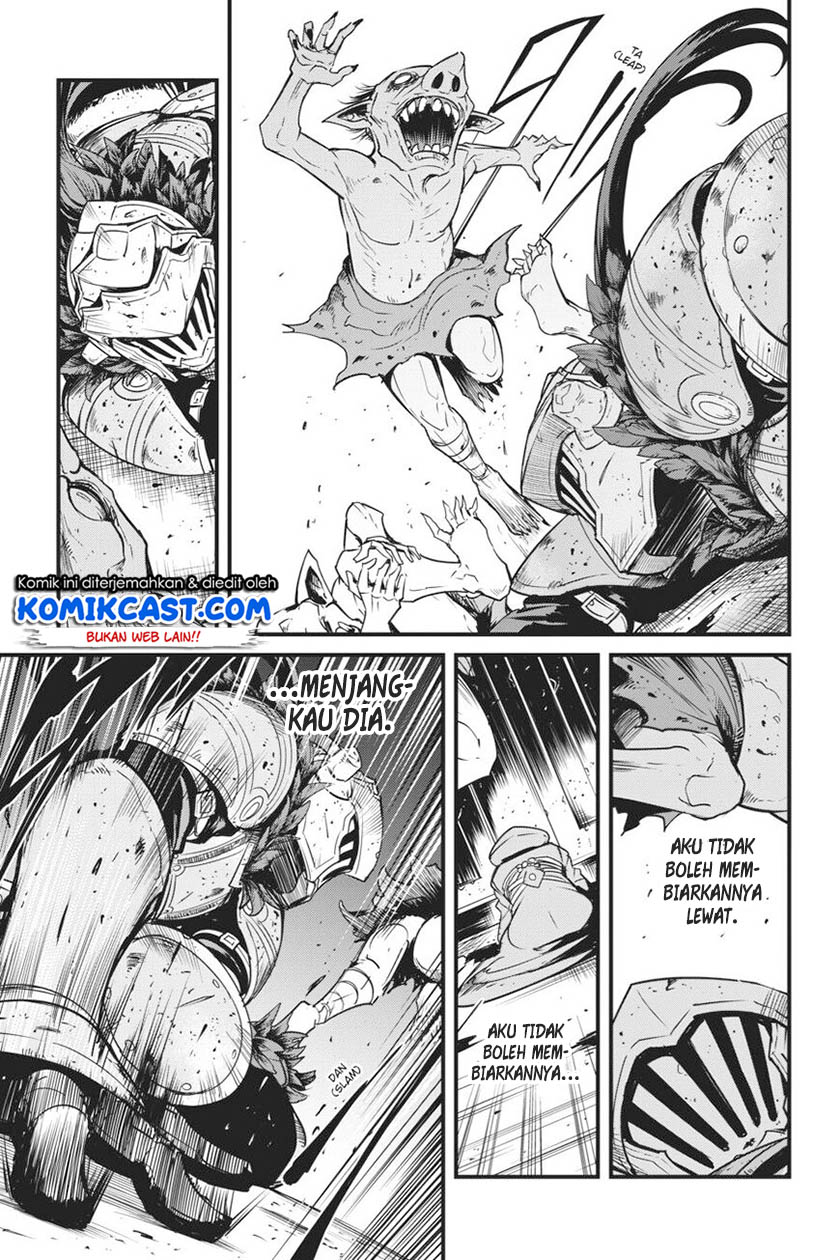 TA
(LEAP)
Komik ini diterjemahkan & diedit oleh
KOMIKCAST.COM
BUKAN WEB LAIN!!
AKU TIDAK
BOLEH MEM-
BIARKANNYA
LEWAT.
AKU TIDAK
BOLEH MEM-
BIARKANNYA...
...MENJANG-
KAU DIA.
DAN
(SLAM)